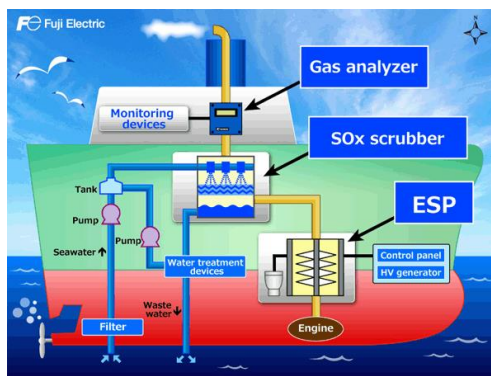 Fuji Electric
N
Gas analyzer
Monitoring
devices
SOx scrubber
Tank
ESP
Pump
Pump
Seawater
Water treatment
devices
Control panel
HV generator
Waste
water
Filter
Engine